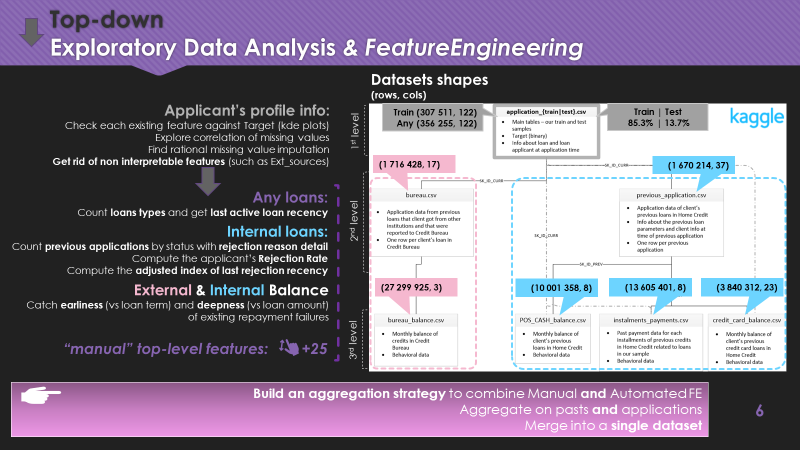 Top-down
Exploratory Data Analysis & FeatureEngineering
Datasets shapes
(rows, cols)
Applicant's profile info:
Check each existing feature against Target (kde plots)
Explore correlation of missing values
Find rational missing value imputation
Get rid of non interpretable features (such as Ext_sources)
Any loans:
Count loans types and get last active loan recency
Internal loans:
Count previous applications by status with rejection reason detail
Compute the applicant's Rejection Rate
Compute the adjusted index of last rejection recency
External & Internal Balance
Catch earliness (vs loan term) and deepness (vs loan amount)
of existing repayment failures
"manual" top-level features: +25
1st level
Train (307 511, 122)
Any (356 255, 122)
application_{train|test}.csv
• Main tables – our train and test
samples
• Target (binary)
• Info about loan and loan
applicant at application time
Train | Test
85.3% | 13.7%
kaggle
2nd level
(1 716 428, 17)
SK_ID_CURR
SK_ID_CURR
(1 670 214, 37)
bureau.csv
• Application data from previous
loans that client got from other
institutions and that were
reported to Credit Bureau
• One row per client's loan in
Credit Bureau
SK_ID_CURR
previous_application.csv
• Application data of client's
previous loans in Home Credit
• Info about the previous loan
parameters and client info at
time of previous application
• One row per previous
application
SK_ID_PREV
3rd level
(27 299 925, 3)
(10 001 358, 8)
(13 605 401, 8)
(3 840 312, 23)
bureau_balance.csv
• Monthly balance of
credits in Credit
Bureau
• Behavioral data
POS_CASH_balance.csv
• Monthly balance of
client's previous
loans in Home Credit
• Behavioral data
instalments_payments.csv
• Past payment data for each
installments of previous credits
in Home Credit related to loans
in our sample
• Behavioral data
credit_card_balance.csv
• Monthly balance of
client's previous
credit card loans in
Home Credit
• Behavioral data
Build an aggregation strategy to combine Manual and Automated FE
Aggregate on pasts and applications
Merge into a single dataset
6